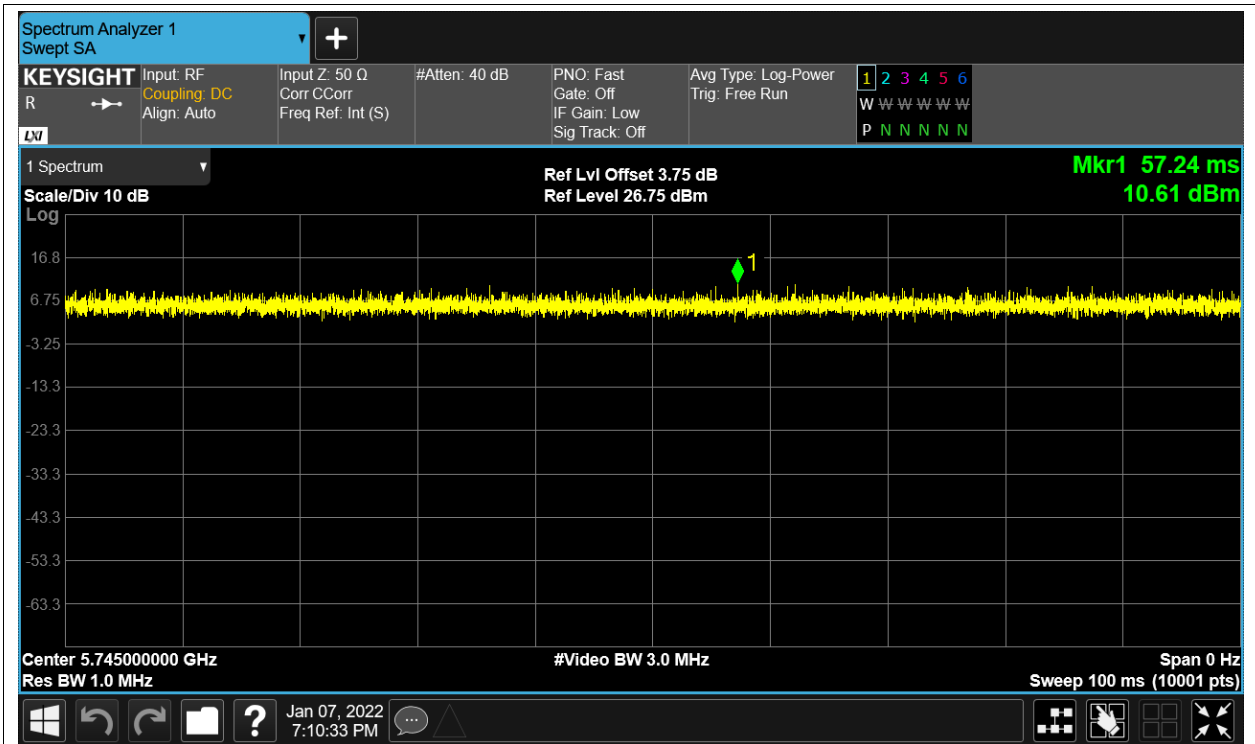 Spectrum Analyzer 1
Swept SA
KEYSIGHT
R
LXI
Input: RF
Coupling: DC
Align: Auto
Input Z: 50 Ω
Corr CCorr
Freq Ref: Int (S)
#Atten: 40 dB
PNO: Fast
Gate: Off
IF Gain: Low
Sig Track: Off
Avg Type: Log-Power
Trig: Free Run
1 2 3 4 5 6
W W W W W W
P N N N N N
1 Spectrum
Scale/Div 10 dB
Log
Ref Lvl Offset 3.75 dB
Ref Level 26.75 dBm
Mkr1 57.24 ms
10.61 dBm
1
16.8
6.75
-3.25
-13.3
-23.3
-33.3
-43.3
-53.3
-63.3
Center 5.745000000 GHz
#Video BW 3.0 MHz
Span 0 Hz
Res BW 1.0 MHz
Sweep 100 ms (10001 pts)
?
Jan 07, 2022
7:10:33 PM